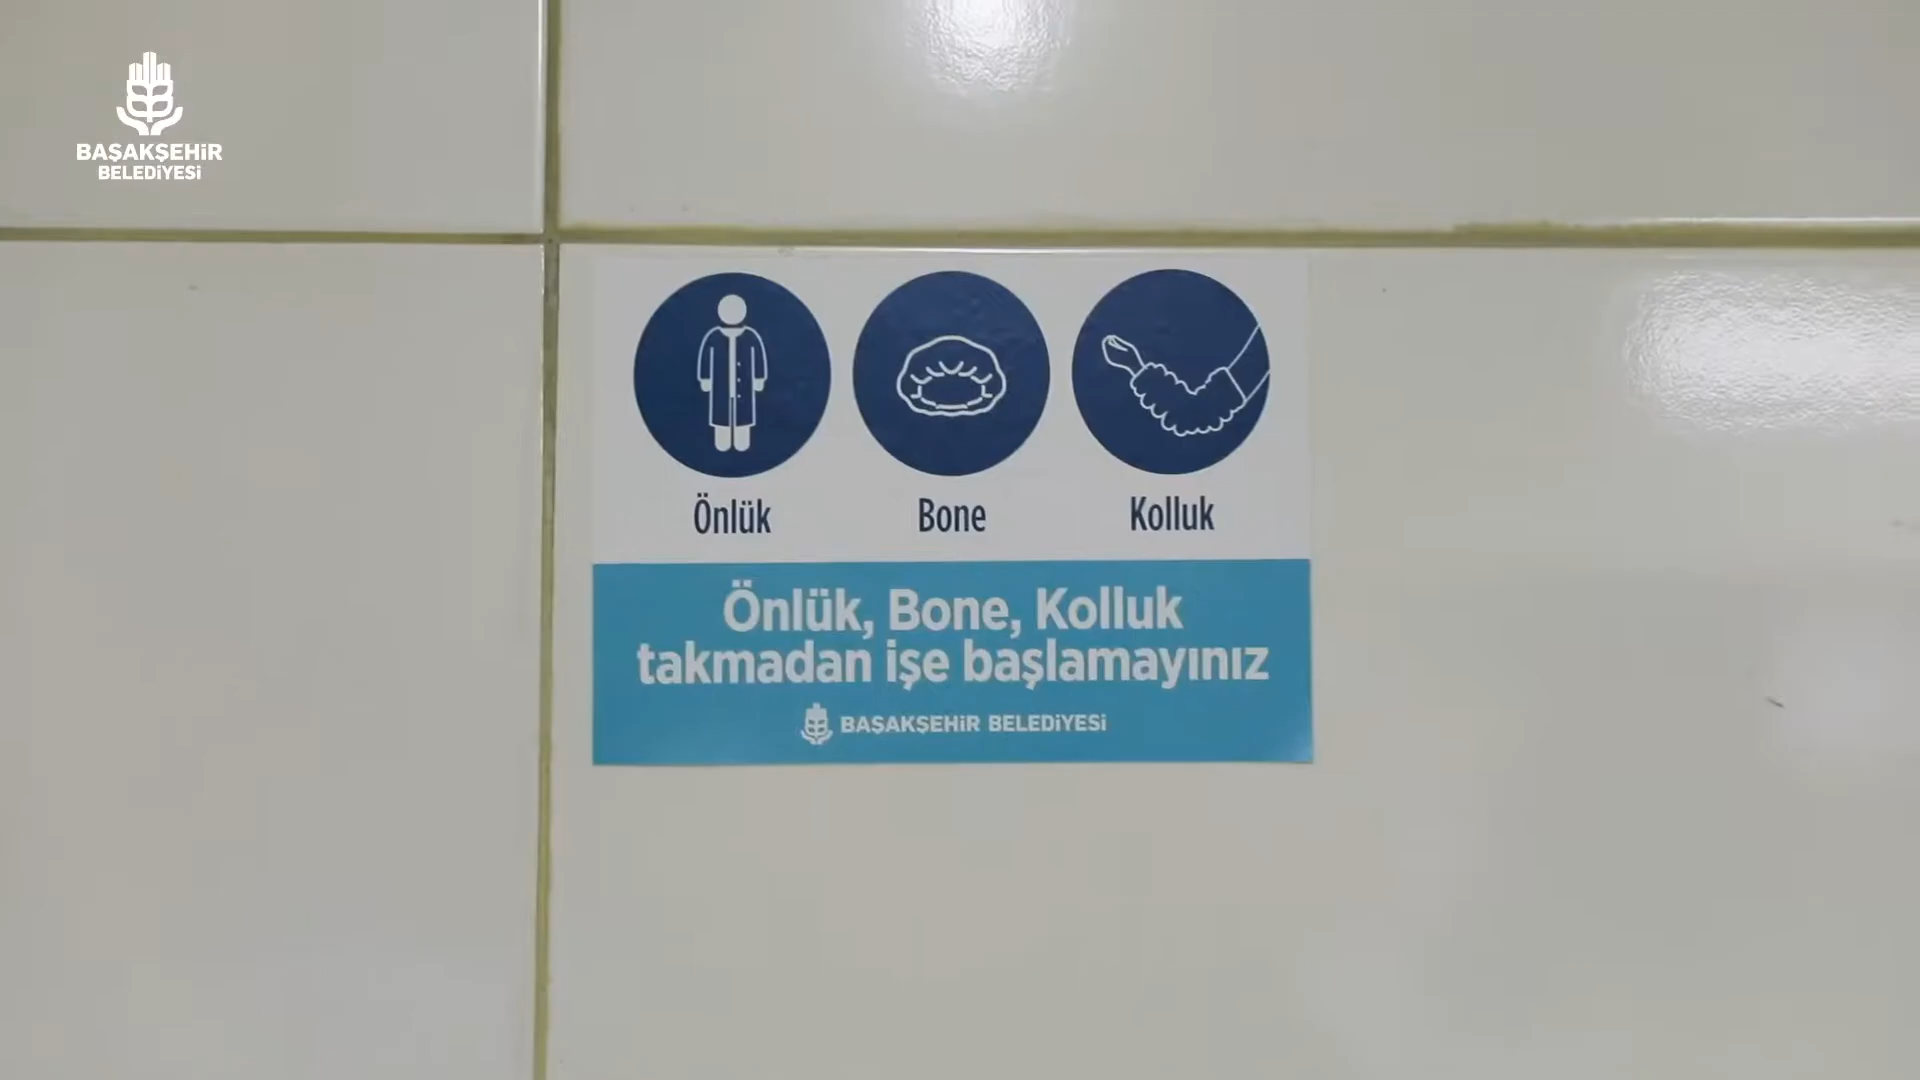 BAŞAKŞEHİR
BELEDİYESİ
Önlük
Bone
Kolluk
Önlük, Bone, Kolluk
takmadan işe başlamayınız
BAŞAKŞEHİR BELEDİYESİ